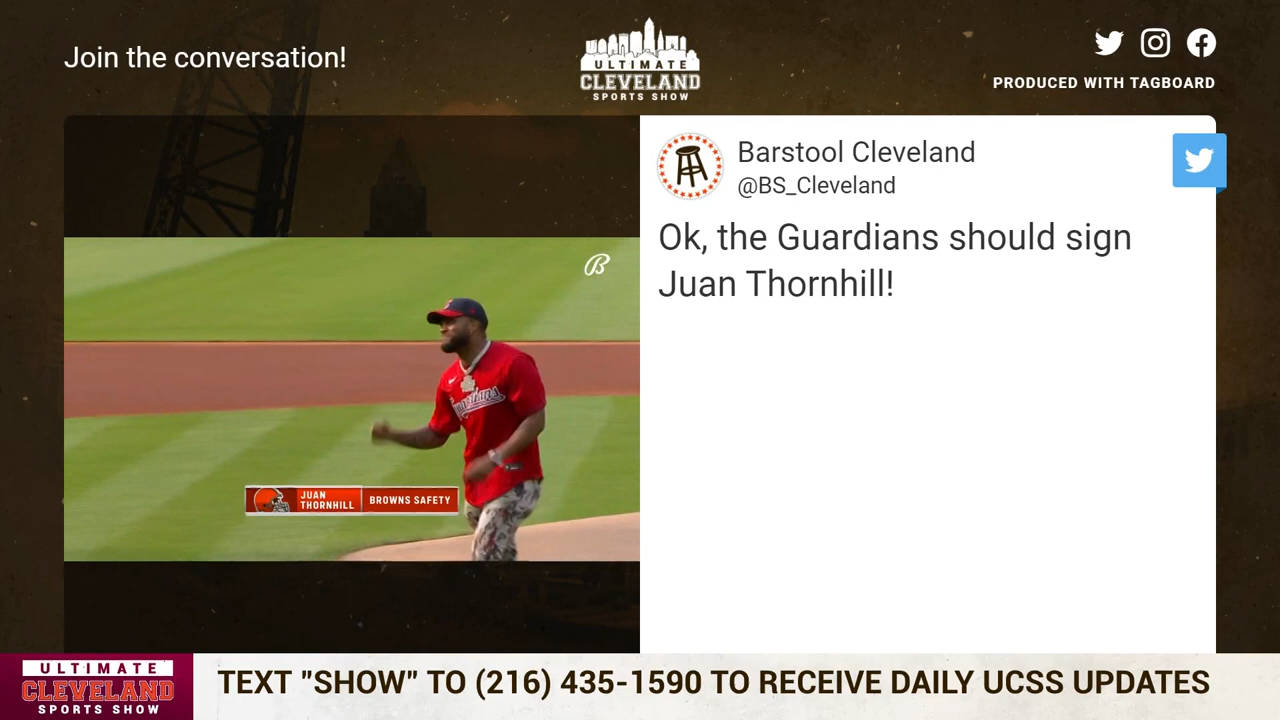 Join the conversation!
ULTIMATE
CLEVELAND
SPORTS SHOW
PRODUCED WITH TAGBOARD
Barstool Cleveland
@BS_Cleveland
Ok, the Guardians should sign
Juan Thornhill!
B
Guardians
JUAN
THORNHILL
BROWNS SAFETY
ULTIMATE
CLEVELAND
SPORTS SHOW
TEXT "SHOW" TO (216) 435-1590 TO RECEIVE DAILY UCSS UPDATES